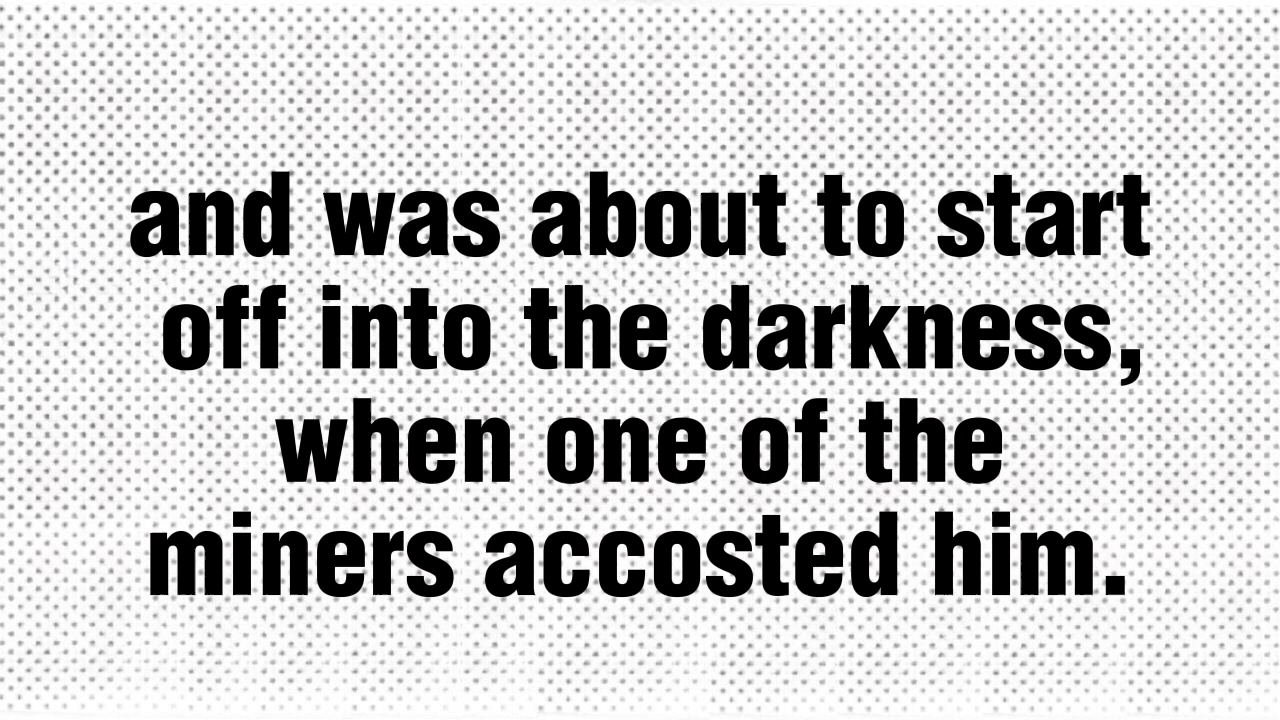 and was about to start
off into the darkness,
when one of the
miners accosted him.